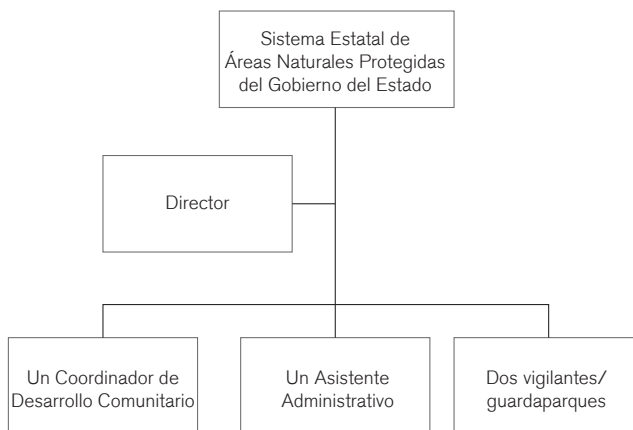 Sistema Estatal de
Áreas Naturales Protegidas
del Gobierno del Estado
Director
Un Coordinador de
Desarrollo Comunitario
Un Asistente
Administrativo
Dos vigilantes/
guardaparques